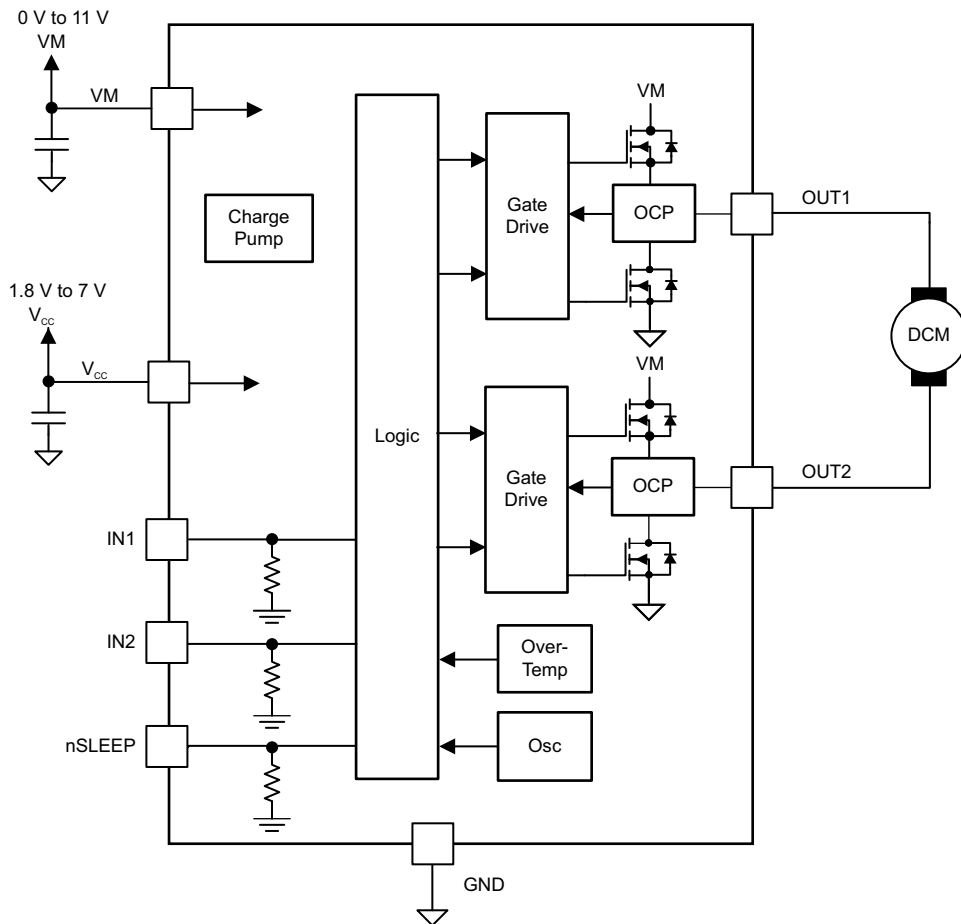 0 V to 11 V
VM
VM
VM
Charge
Pump
Gate
Drive
OCP
OUT1
1.8 V to 7 V
VCC
VCC
DCM
VM
Logic
Gate
Drive
OCP
OUT2
IN1
IN2
Over-
Temp
nSLEEP
Osc
GND